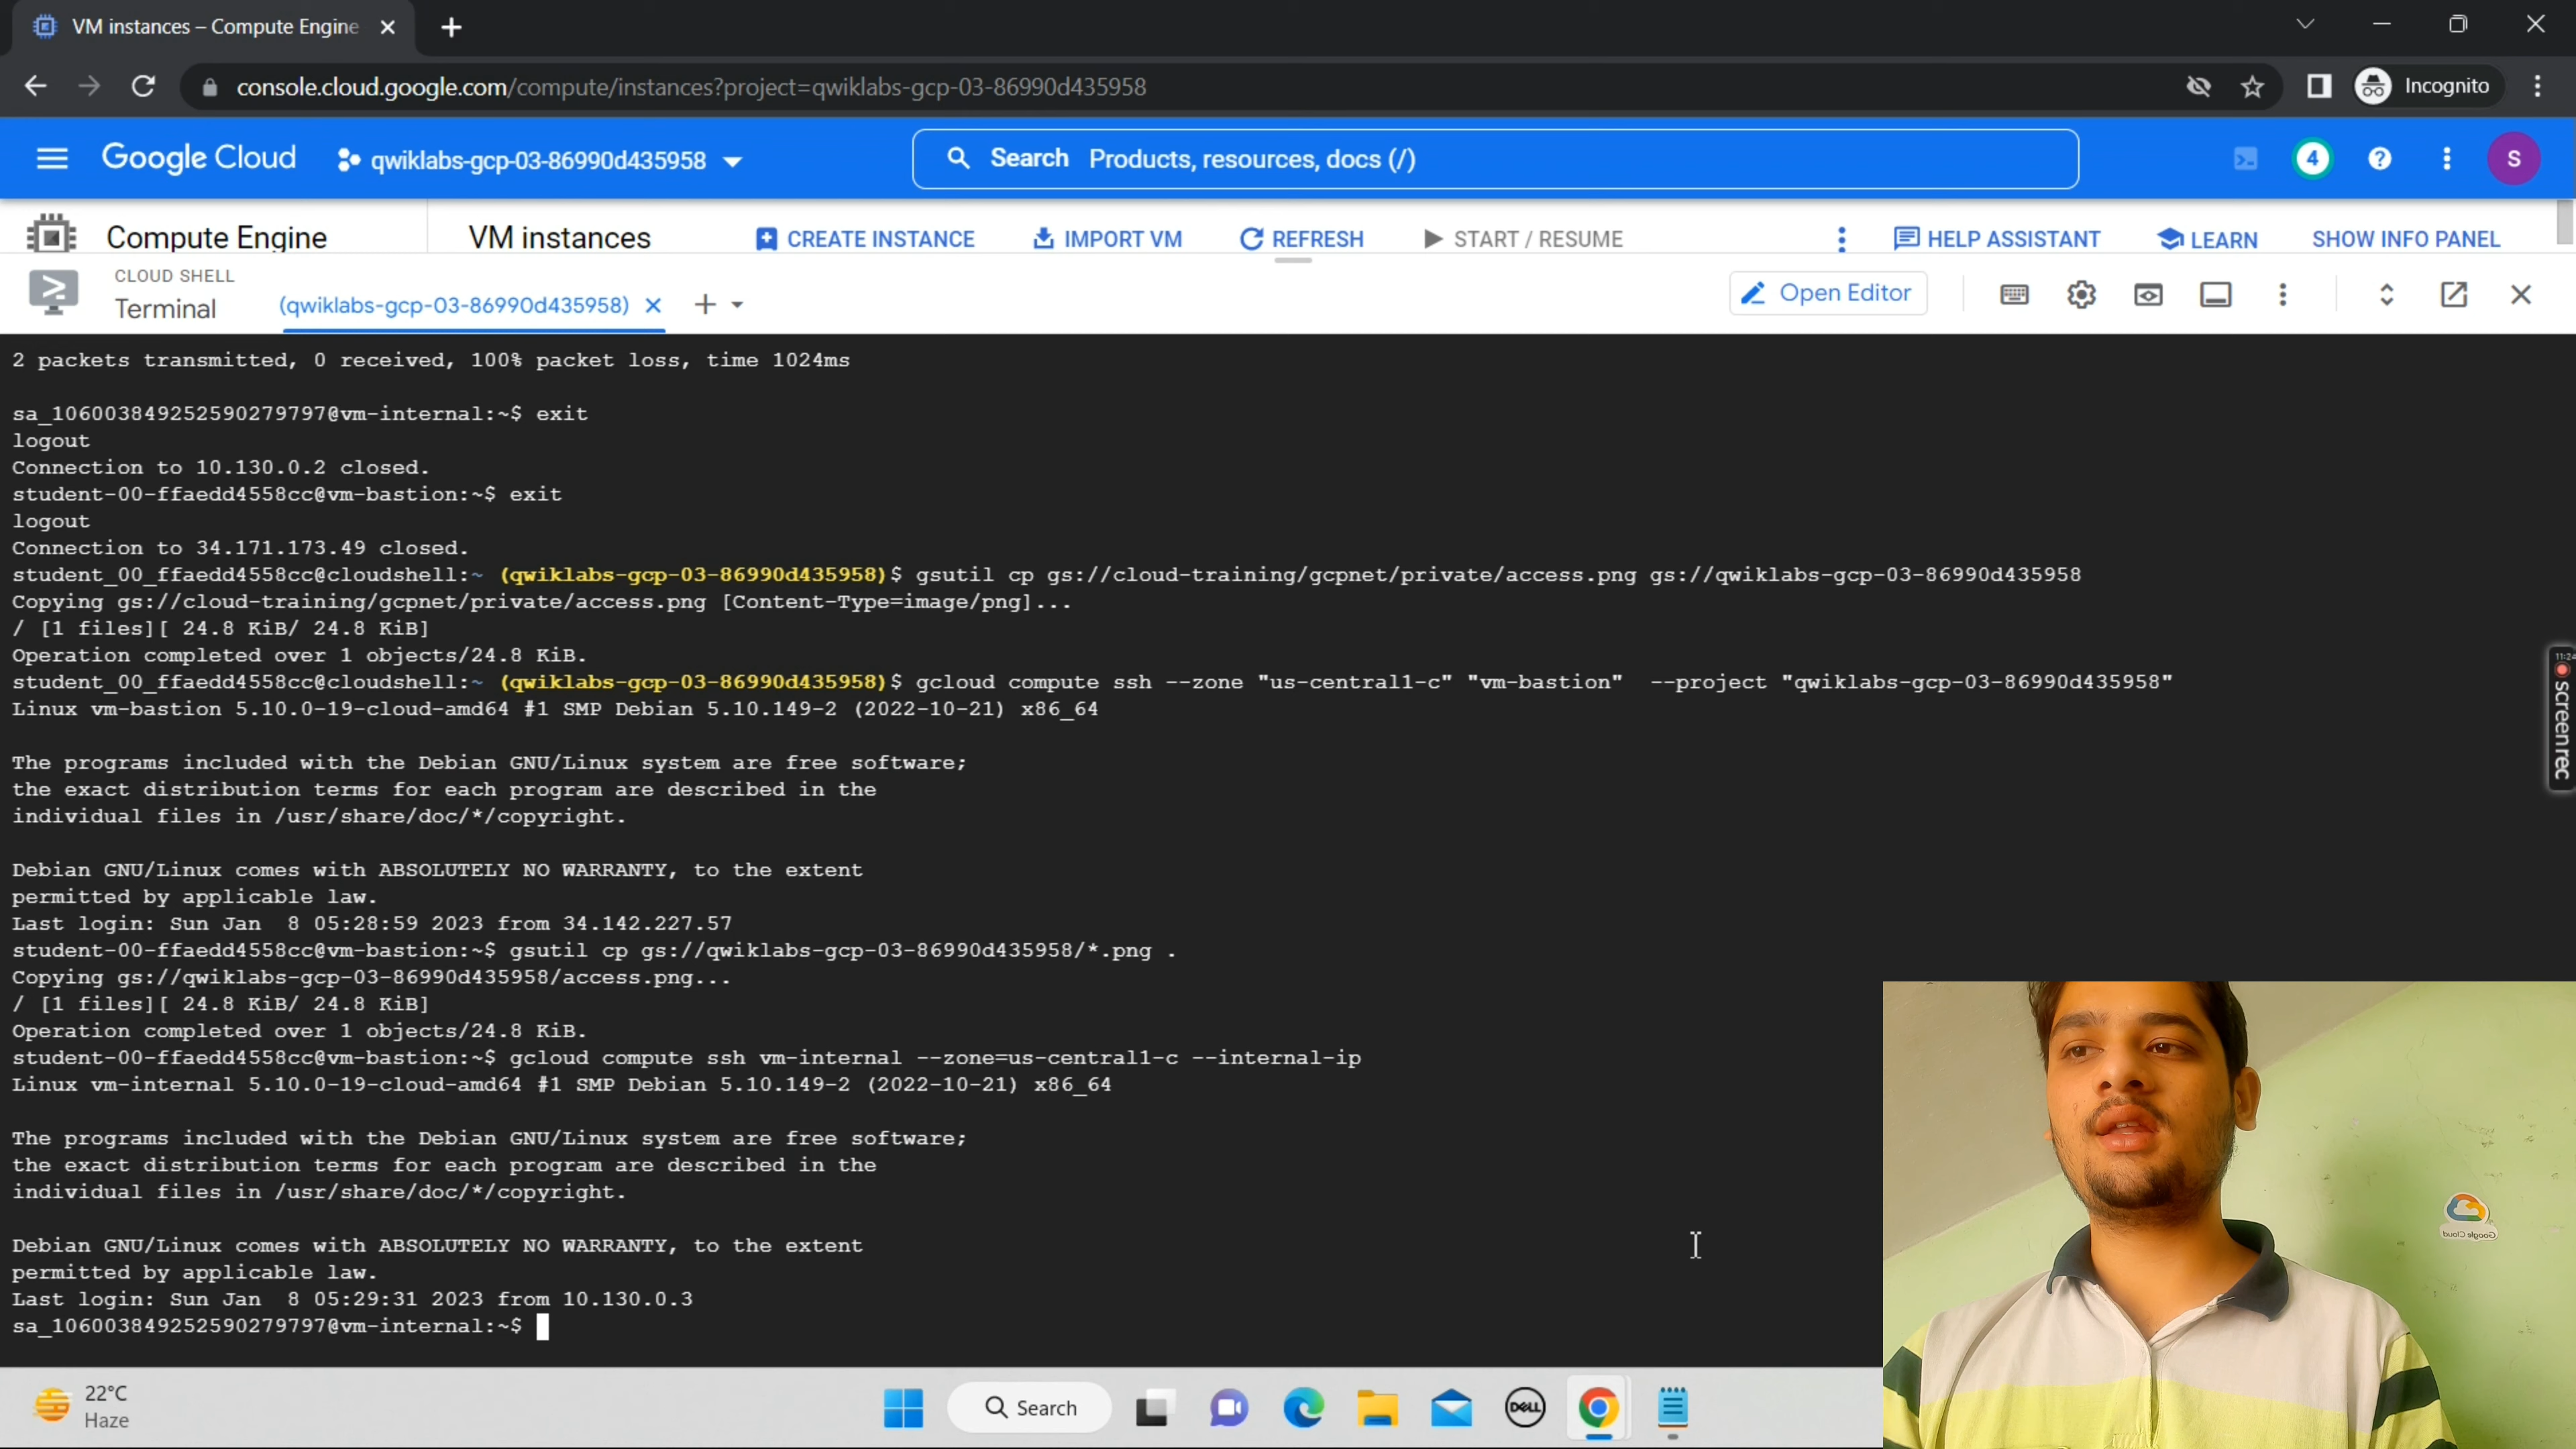 VM instances – Compute Engine
console.cloud.google.com/compute/instances?project=qwiklabs-gcp-03-86990d435958
Incognito
Google Cloud
qwiklabs-gcp-03-86990d435958
Search Products, resources, docs (/)
4
S
Compute Engine
VM instances
CREATE INSTANCE
IMPORT VM
REFRESH
START / RESUME
HELP ASSISTANT
LEARN
SHOW INFO PANEL
CLOUD SHELL
Terminal
(qwiklabs-gcp-03-86990d435958)
Open Editor
2 packets transmitted, 0 received, 100% packet loss, time 1024ms
sa_106003849252590279797@vm-internal:~$ exit
logout
Connection to 10.130.0.2 closed.
student-00-ffaedd4558cc@vm-bastion:~$ exit
logout
Connection to 34.171.173.49 closed.
student_00_ffaedd4558cc@cloudshell:~ (qwiklabs-gcp-03-86990d435958)$ gsutil cp gs://cloud-training/gcpnet/private/access.png gs://qwiklabs-gcp-03-86990d435958
Copying gs://cloud-training/gcpnet/private/access.png [Content-Type=image/png]...
/ [1 files][ 24.8 KiB/ 24.8 KiB]
Operation completed over 1 objects/24.8 KiB.
student_00_ffaedd4558cc@cloudshell:~ (qwiklabs-gcp-03-86990d435958)$ gcloud compute ssh --zone "us-central1-c" "vm-bastion"  --project "qwiklabs-gcp-03-86990d435958"
Linux vm-bastion 5.10.0-19-cloud-amd64 #1 SMP Debian 5.10.149-2 (2022-10-21) x86_64
The programs included with the Debian GNU/Linux system are free software;
the exact distribution terms for each program are described in the
individual files in /usr/share/doc/*/copyright.
Debian GNU/Linux comes with ABSOLUTELY NO WARRANTY, to the extent
permitted by applicable law.
Last login: Sun Jan  8 05:28:59 2023 from 34.142.227.57
student-00-ffaedd4558cc@vm-bastion:~$ gsutil cp gs://qwiklabs-gcp-03-86990d435958/*.png .
Copying gs://qwiklabs-gcp-03-86990d435958/access.png...
/ [1 files][ 24.8 KiB/ 24.8 KiB]
Operation completed over 1 objects/24.8 KiB.
student-00-ffaedd4558cc@vm-bastion:~$ gcloud compute ssh vm-internal --zone=us-central1-c --internal-ip
Linux vm-internal 5.10.0-19-cloud-amd64 #1 SMP Debian 5.10.149-2 (2022-10-21) x86_64
The programs included with the Debian GNU/Linux system are free software;
the exact distribution terms for each program are described in the
individual files in /usr/share/doc/*/copyright.
Debian GNU/Linux comes with ABSOLUTELY NO WARRANTY, to the extent
permitted by applicable law.
Last login: Sun Jan  8 05:29:31 2023 from 10.130.0.3
sa_106003849252590279797@vm-internal:~$
11:24
screenrec
Google Cloud
22°C
Haze
Search
DELL